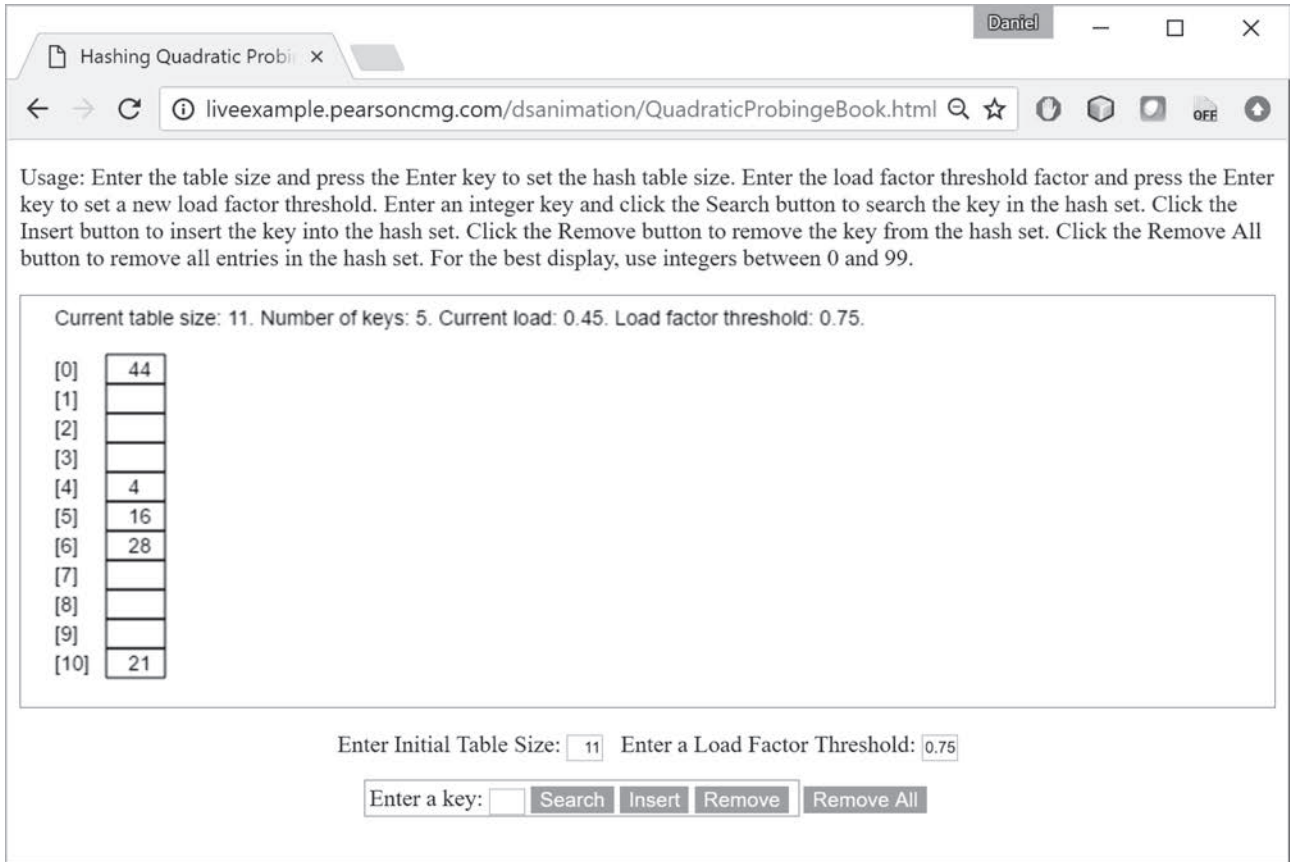 Daniel
Hashing Quadratic Probi
liveexample.pearsoncmg.com/dsanimation/QuadraticProbingeBook.html
OFF
Usage: Enter the table size and press the Enter key to set the hash table size. Enter the load factor threshold factor and press the Enter
key to set a new load factor threshold. Enter an integer key and click the Search button to search the key in the hash set. Click the
Insert button to insert the key into the hash set. Click the Remove button to remove the key from the hash set. Click the Remove All
button to remove all entries in the hash set. For the best display, use integers between 0 and 99.
Current table size: 11. Number of keys: 5. Current load: 0.45. Load factor threshold: 0.75.
[0] 44
[1]
[2]
[3]
[4] 4
[5] 16
[6] 28
[7]
[8]
[9]
[10] 21
Enter Initial Table Size: 11 Enter a Load Factor Threshold: 0.75
Enter a key: Search Insert Remove Remove All